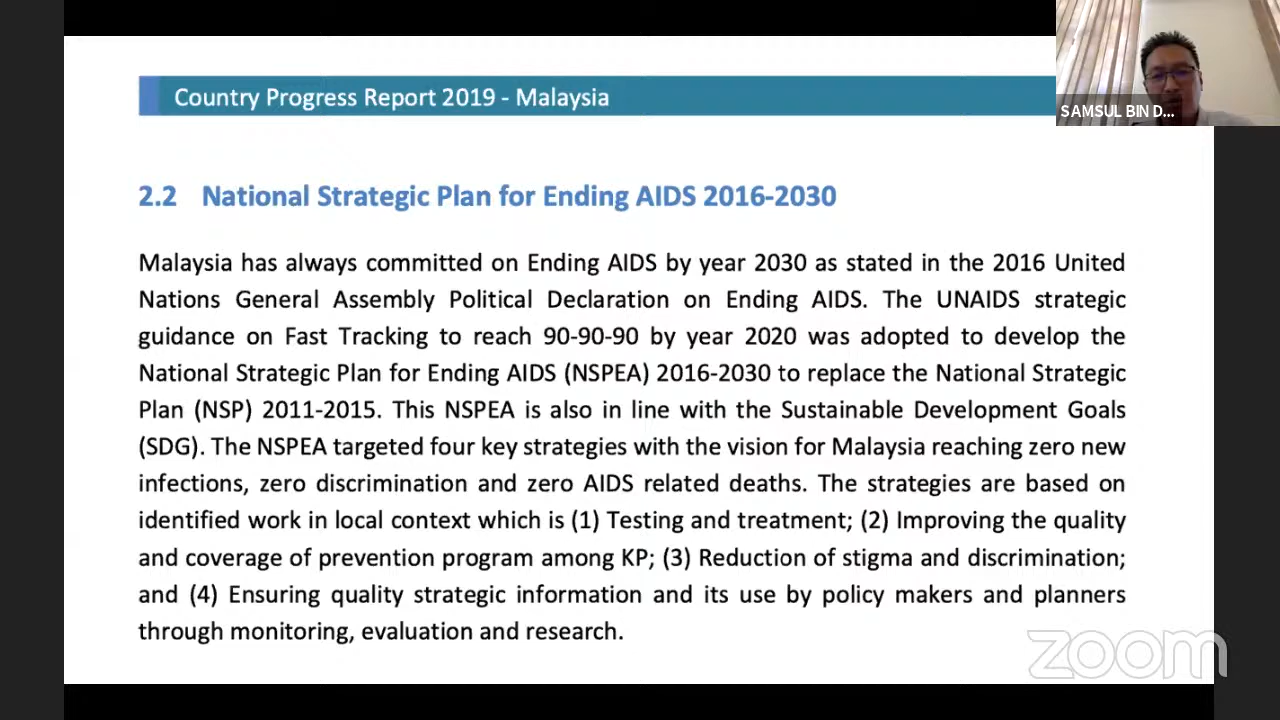 Country Progress Report 2019 - Malaysia
SAMSUL BIN D...
2.2 National Strategic Plan for Ending AIDS 2016-2030
Malaysia has always committed on Ending AIDS by year 2030 as stated in the 2016 United
Nations General Assembly Political Declaration on Ending AIDS. The UNAIDS strategic
guidance on Fast Tracking to reach 90-90-90 by year 2020 was adopted to develop the
National Strategic Plan for Ending AIDS (NSPEA) 2016-2030 to replace the National Strategic
Plan (NSP) 2011-2015. This NSPEA is also in line with the Sustainable Development Goals
(SDG). The NSPEA targeted four key strategies with the vision for Malaysia reaching zero new
infections, zero discrimination and zero AIDS related deaths. The strategies are based on
identified work in local context which is (1) Testing and treatment; (2) Improving the quality
and coverage of prevention program among KP; (3) Reduction of stigma and discrimination;
and (4) Ensuring quality strategic information and its use by policy makers and planners
through monitoring, evaluation and research.
zoom